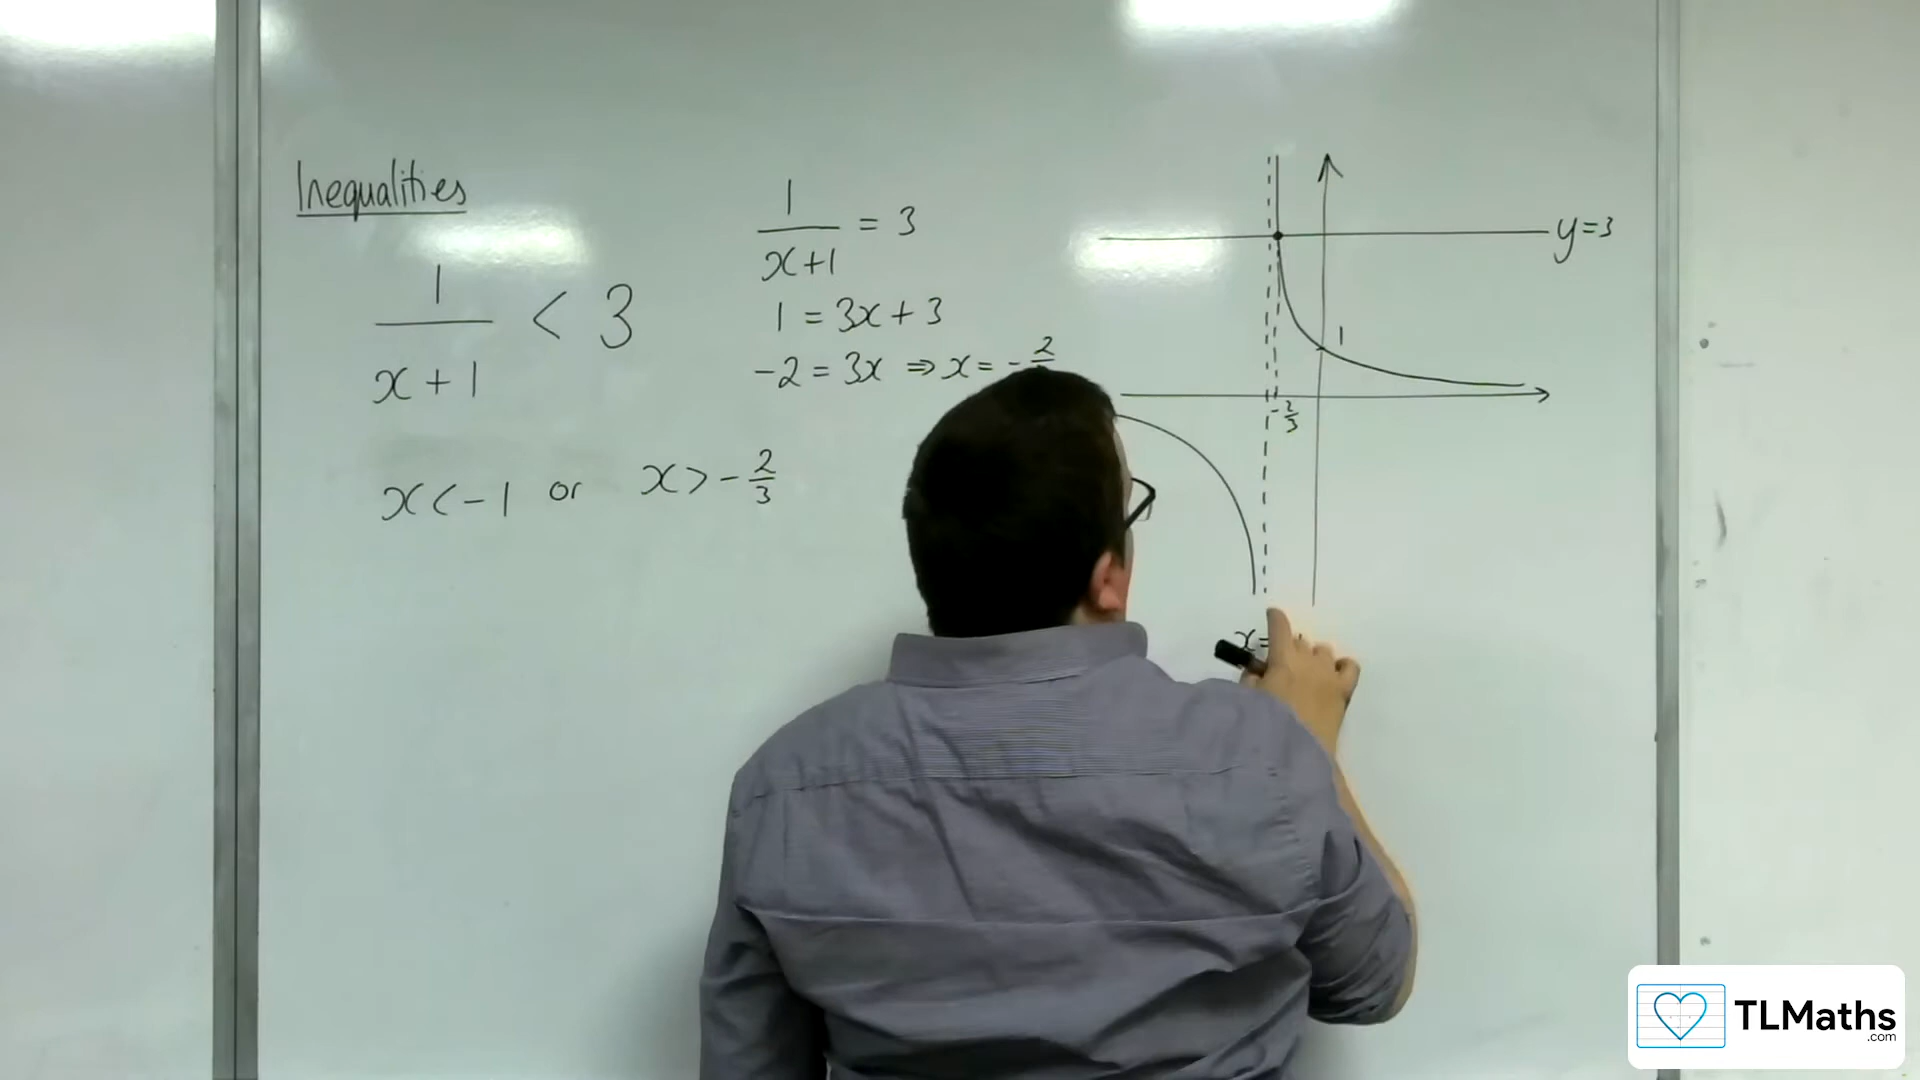 Inequalities
1/(x+1) < 3
x < -1 or x > -2/3
1/(x+1) = 3
1 = 3x + 3
-2 = 3x ⇒ x = -2
y=3
1
-2/3
x=
TLMaths
.com